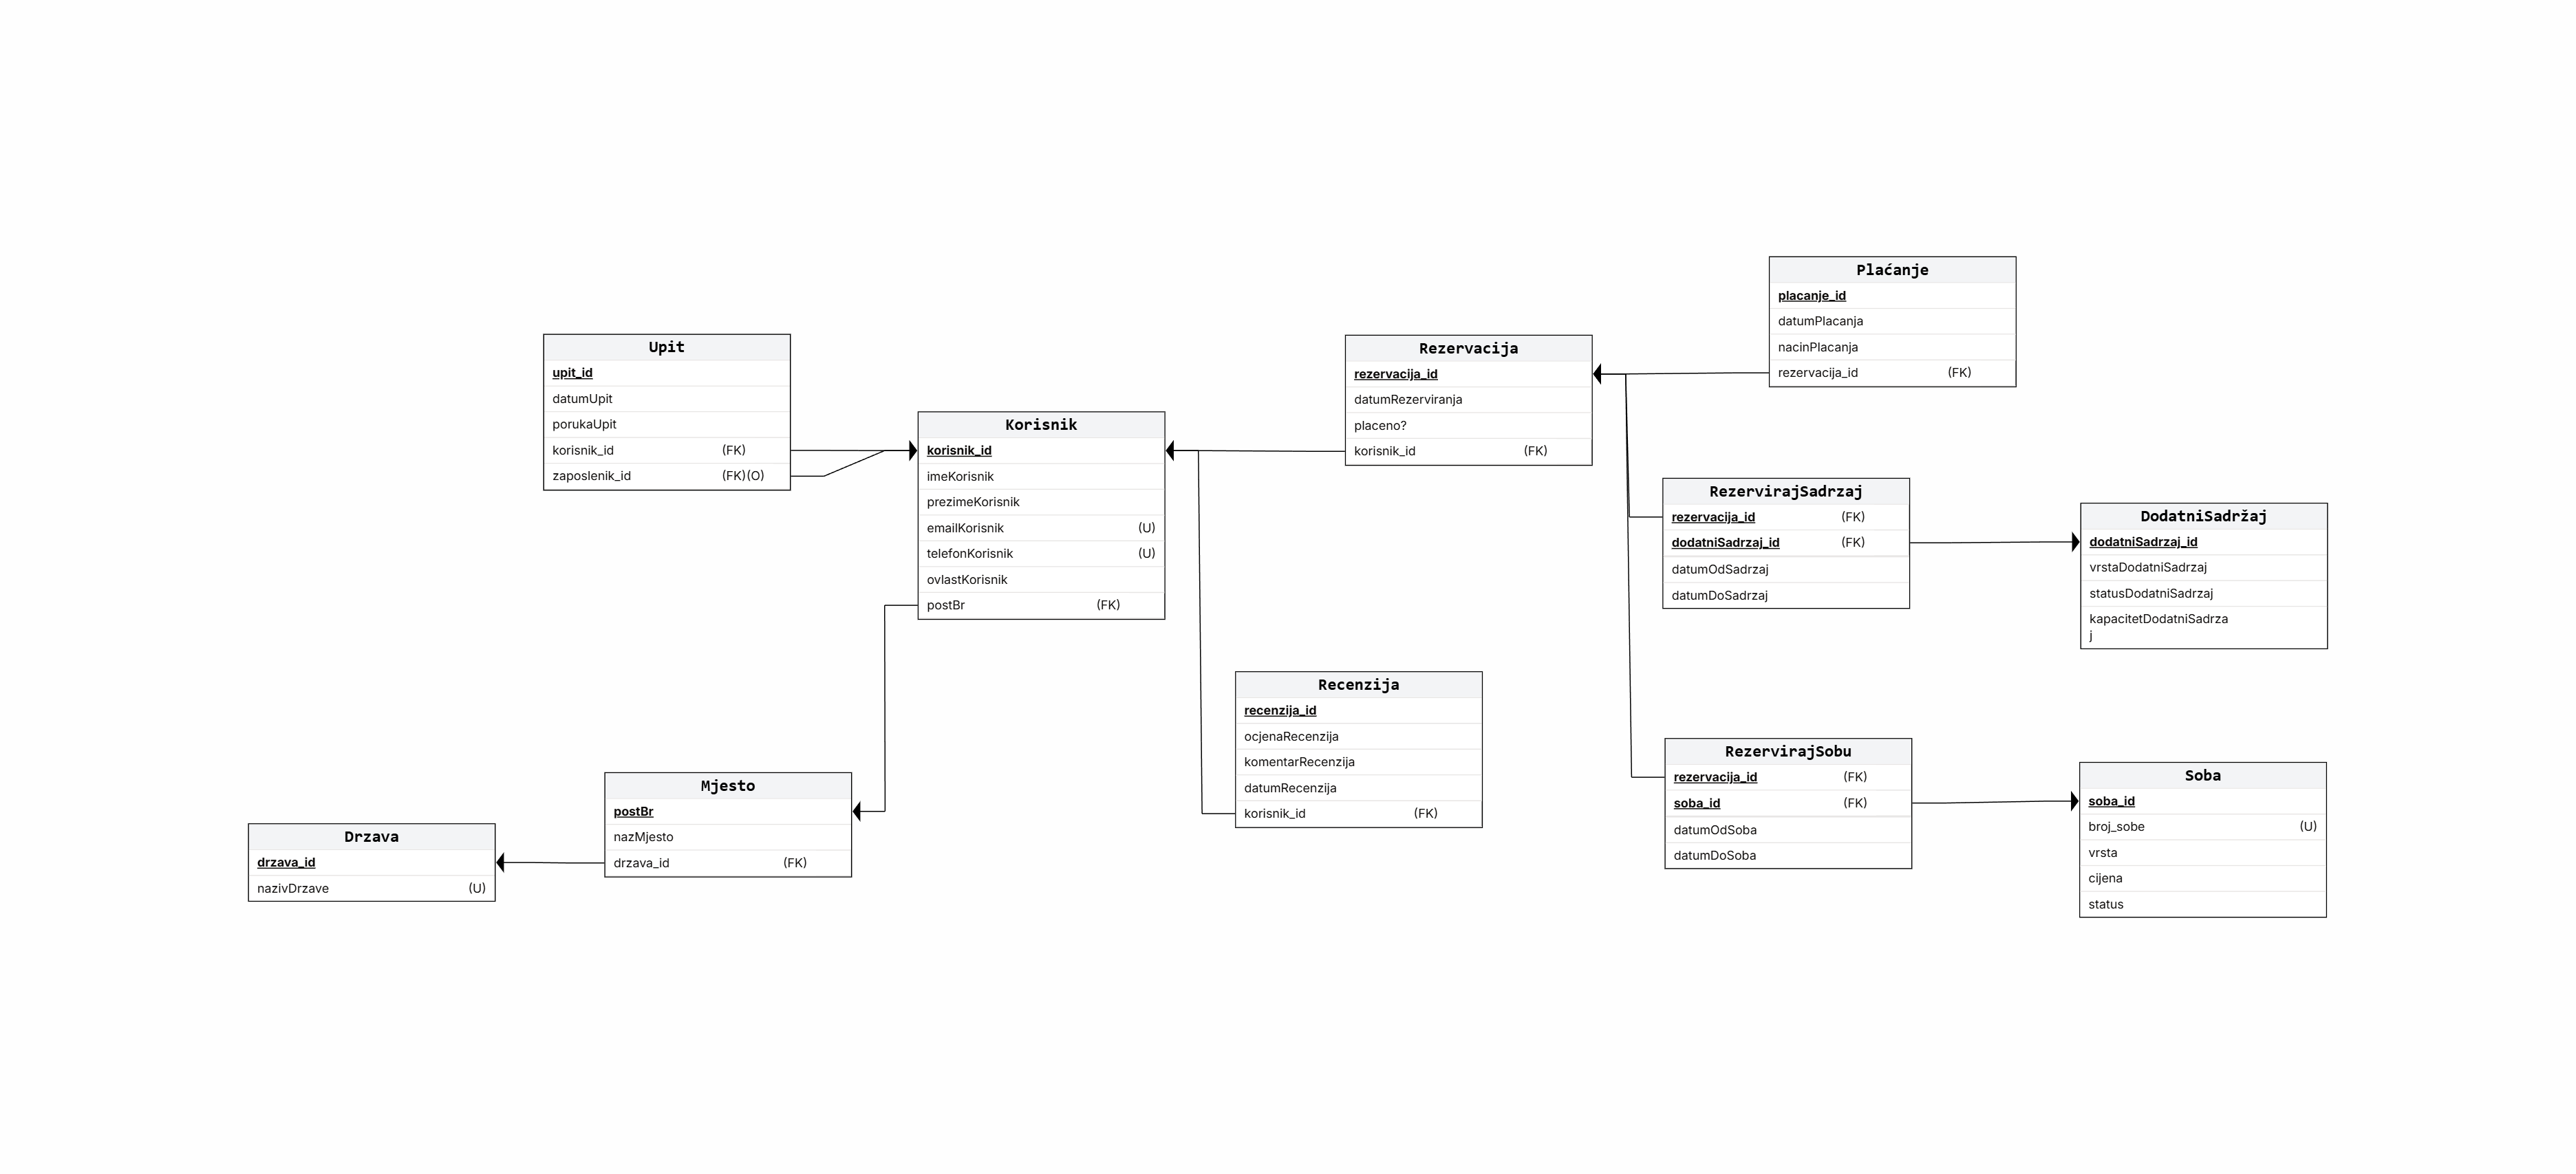 Upit
upit_id
datumUpit
porukaUpit
korisnik_id (FK)
zaposlenik_id (FK)(O)
Korisnik
korisnik_id
imeKorisnik
prezimeKorisnik
emailKorisnik (U)
telefonKorisnik (U)
ovlastKorisnik
postBr (FK)
Drzava
drzava_id
nazivDrzave (U)
Mjesto
postBr
nazMjesto
drzava_id (FK)
Recenzija
recenzija_id
ocjenaRecenzija
komentarRecenzija
datumRecenzija
korisnik_id (FK)
Rezervacija
rezervacija_id
datumRezerviranja
placeno?
korisnik_id (FK)
Plaćanje
placanje_id
datumPlacanja
nacinPlacanja
rezervacija_id (FK)
RezervirajSadrzaj
rezervacija_id (FK)
dodatniSadrzaj_id (FK)
datumOdSadrzaj
datumDoSadrzaj
DodatniSadržaj
dodatniSadrzaj_id
vrstaDodatniSadrzaj
statusDodatniSadrzaj
kapacitetDodatniSadrza
j
RezervirajSobu
rezervacija_id (FK)
soba_id (FK)
datumOdSoba
datumDoSoba
Soba
soba_id
broj_sobe (U)
vrsta
cijena
status